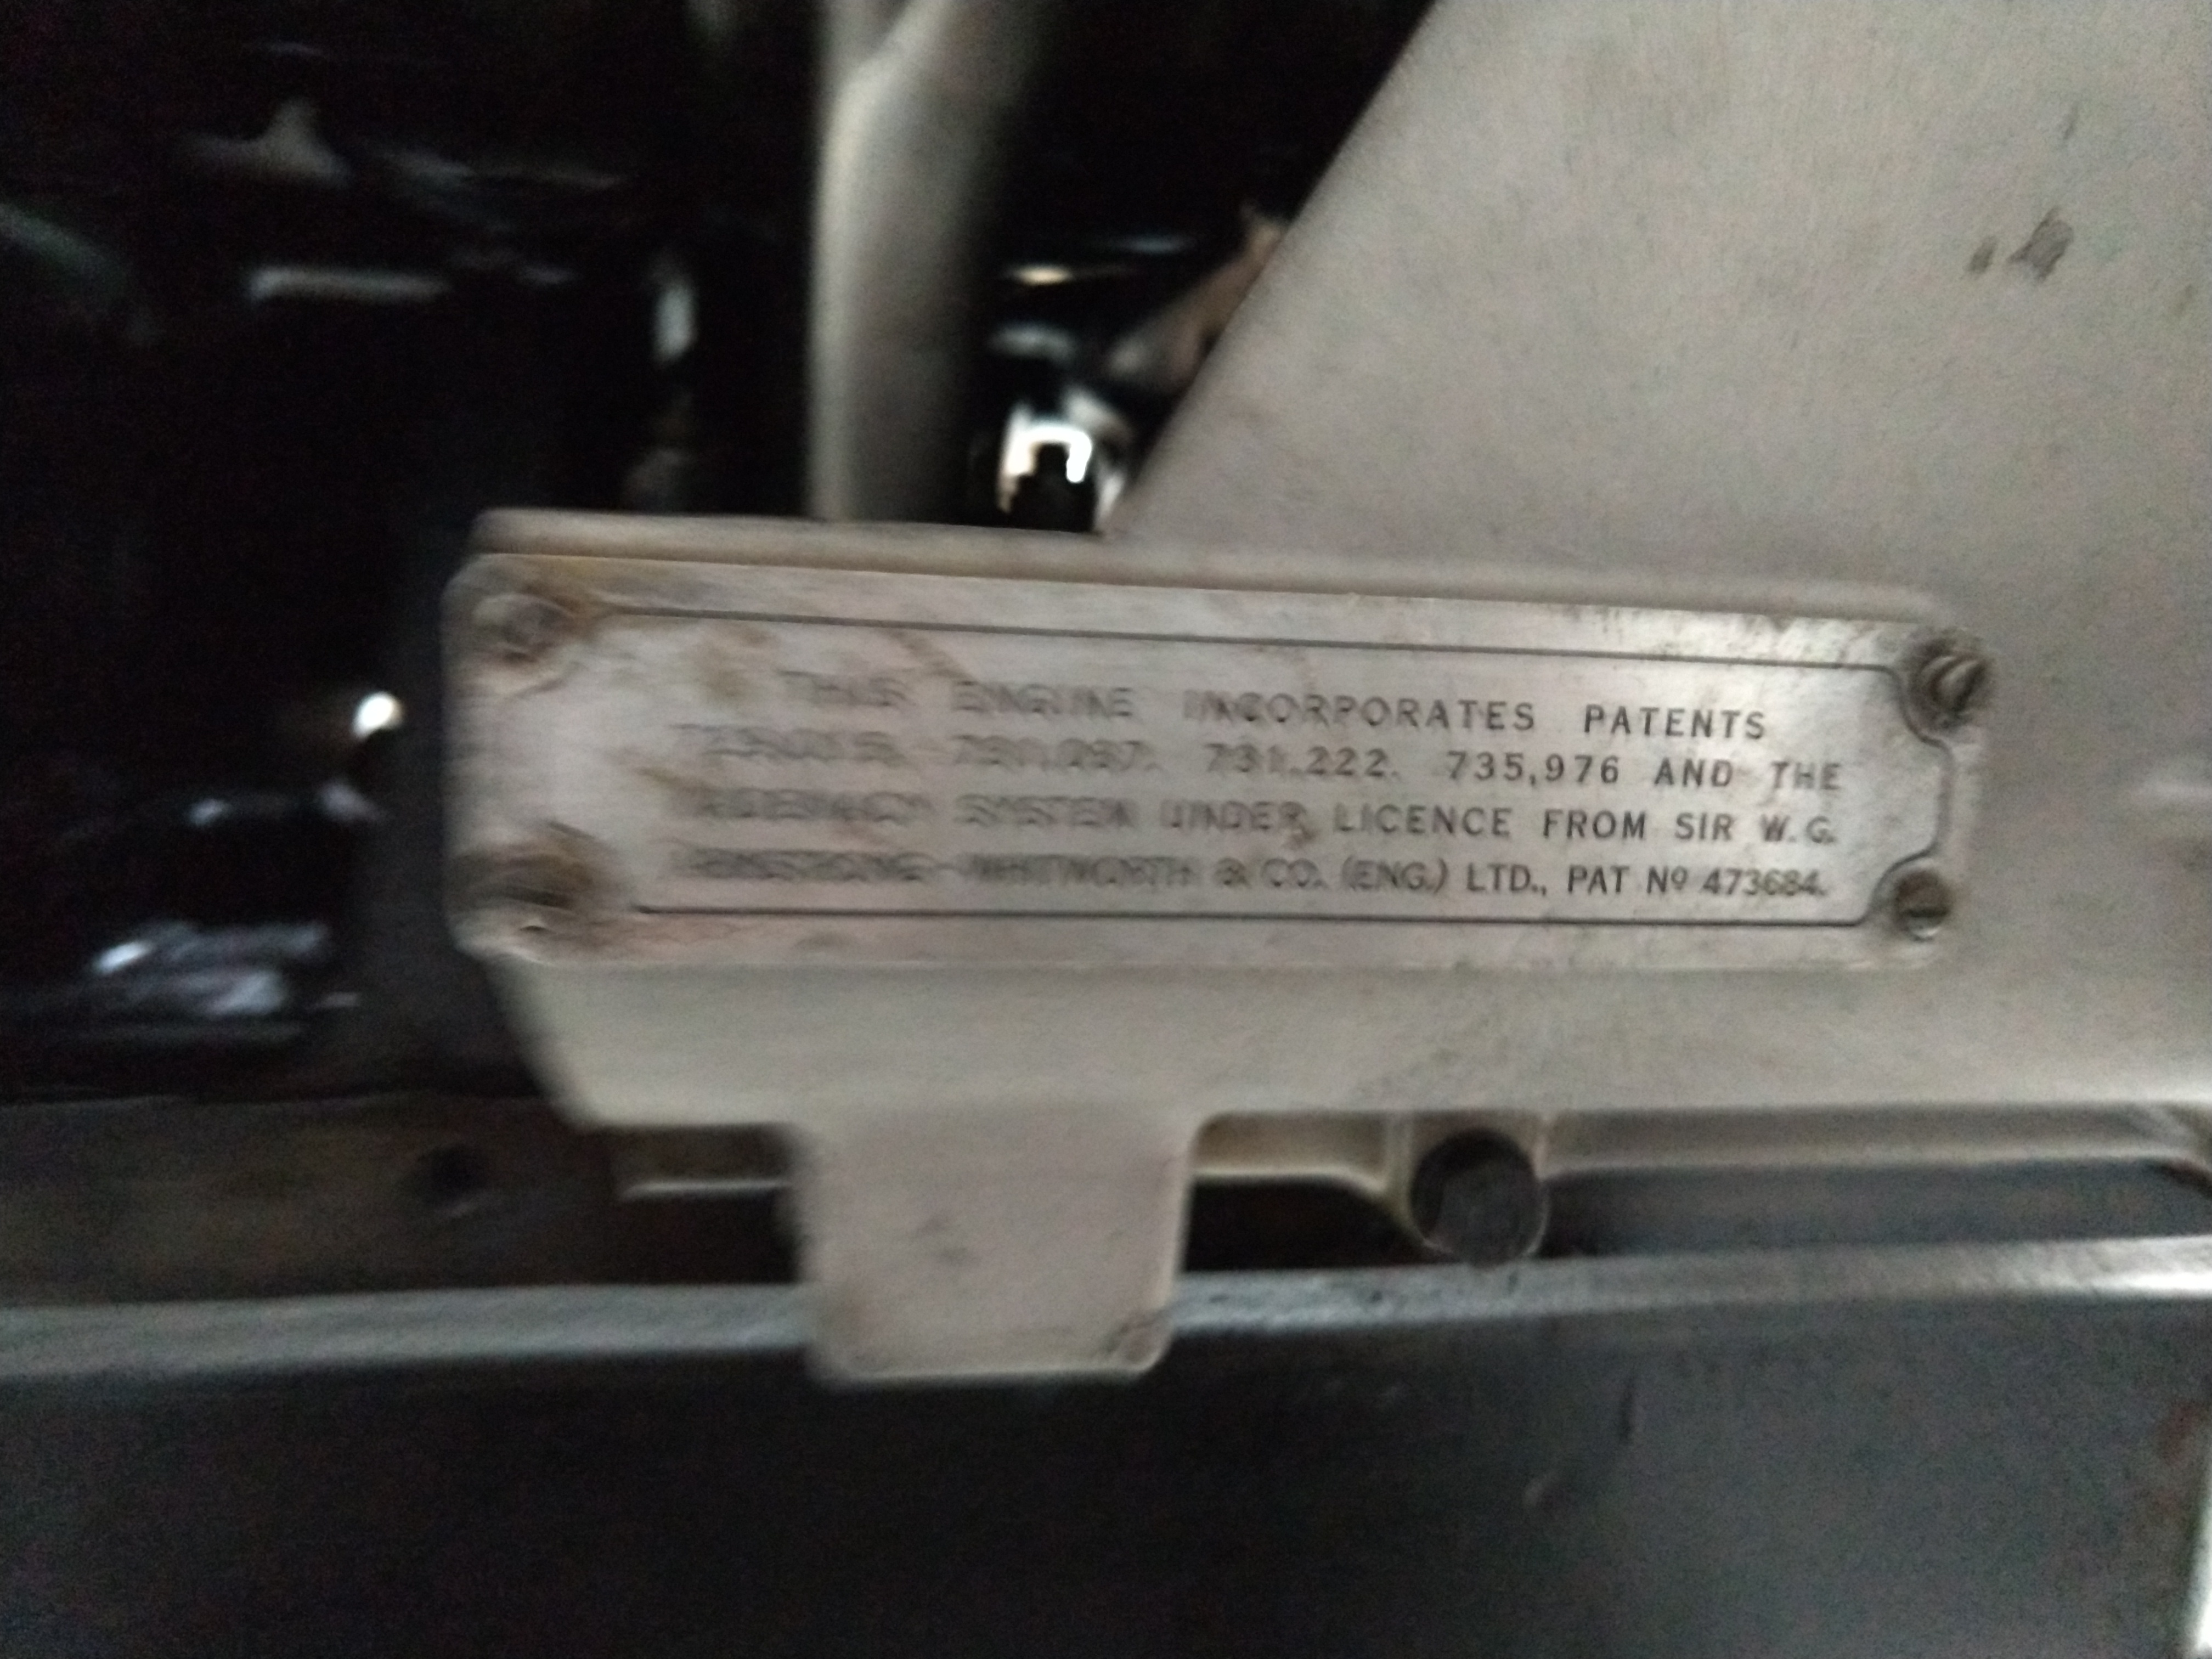 THIS ENGINE INCORPORATES PATENTS
731,222. 735,976 AND THE
SYSTEM UNDER LICENCE FROM SIR W.G.
ARMSTRONG-WHITWORTH & CO. (ENG.) LTD., PAT Nº 473684.